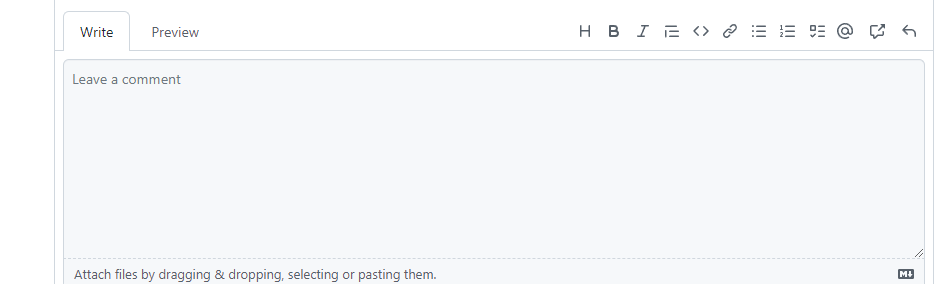 Write Preview H B I
Leave a comment
Attach files by dragging & dropping, selecting or pasting them.